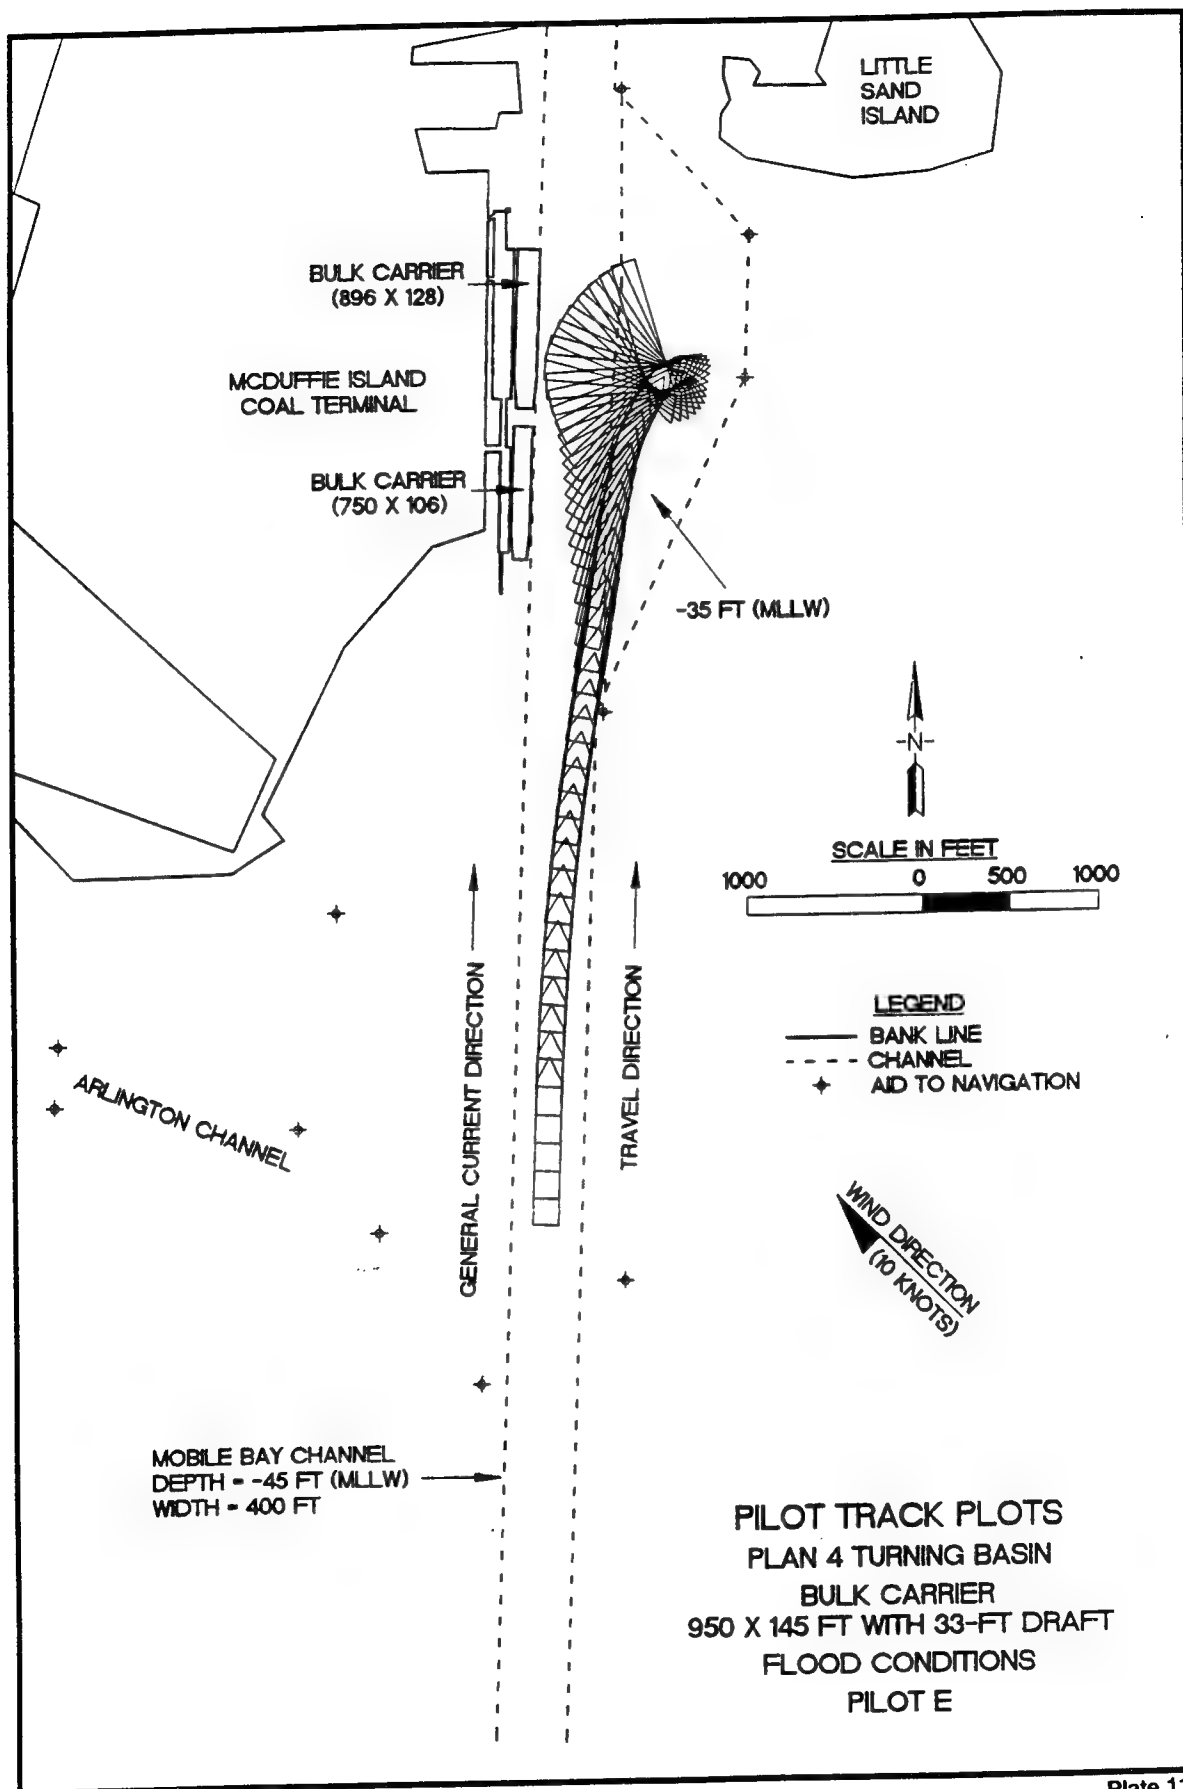 LITTLE
SAND
ISLAND
BULK CARRIER
(896 X 128)
MCDUFFIE ISLAND
COAL TERMINAL
BULK CARRIER
(750 X 106)
-35 FT (MLLW)
-N-
SCALE IN FEET
1000 0 500 1000
GENERAL CURRENT DIRECTION
TRAVEL DIRECTION
LEGEND
BANK LINE
CHANNEL
AID TO NAVIGATION
ARLINGTON CHANNEL
WIND DIRECTION
(10 KNOTS)
MOBILE BAY CHANNEL
DEPTH = -45 FT (MLLW)
WIDTH = 400 FT
PILOT TRACK PLOTS
PLAN 4 TURNING BASIN
BULK CARRIER
950 X 145 FT WITH 33-FT DRAFT
FLOOD CONDITIONS
PILOT E
Plate